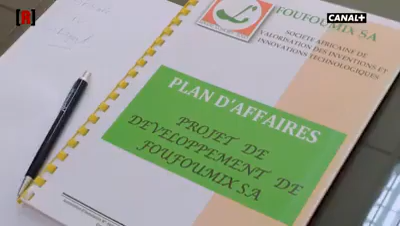 [R]
CANAL+
FOUFOUMIX SA
SOCIÉTÉ AFRICAINE DE
VALORISATION DES INVENTIONS ET
INNOVATIONS TECHNOLOGIQUES
PLAN D'AFFAIRES
PROJET DE
DEVELOPPEMENT DE
FOUFOUMIX SA